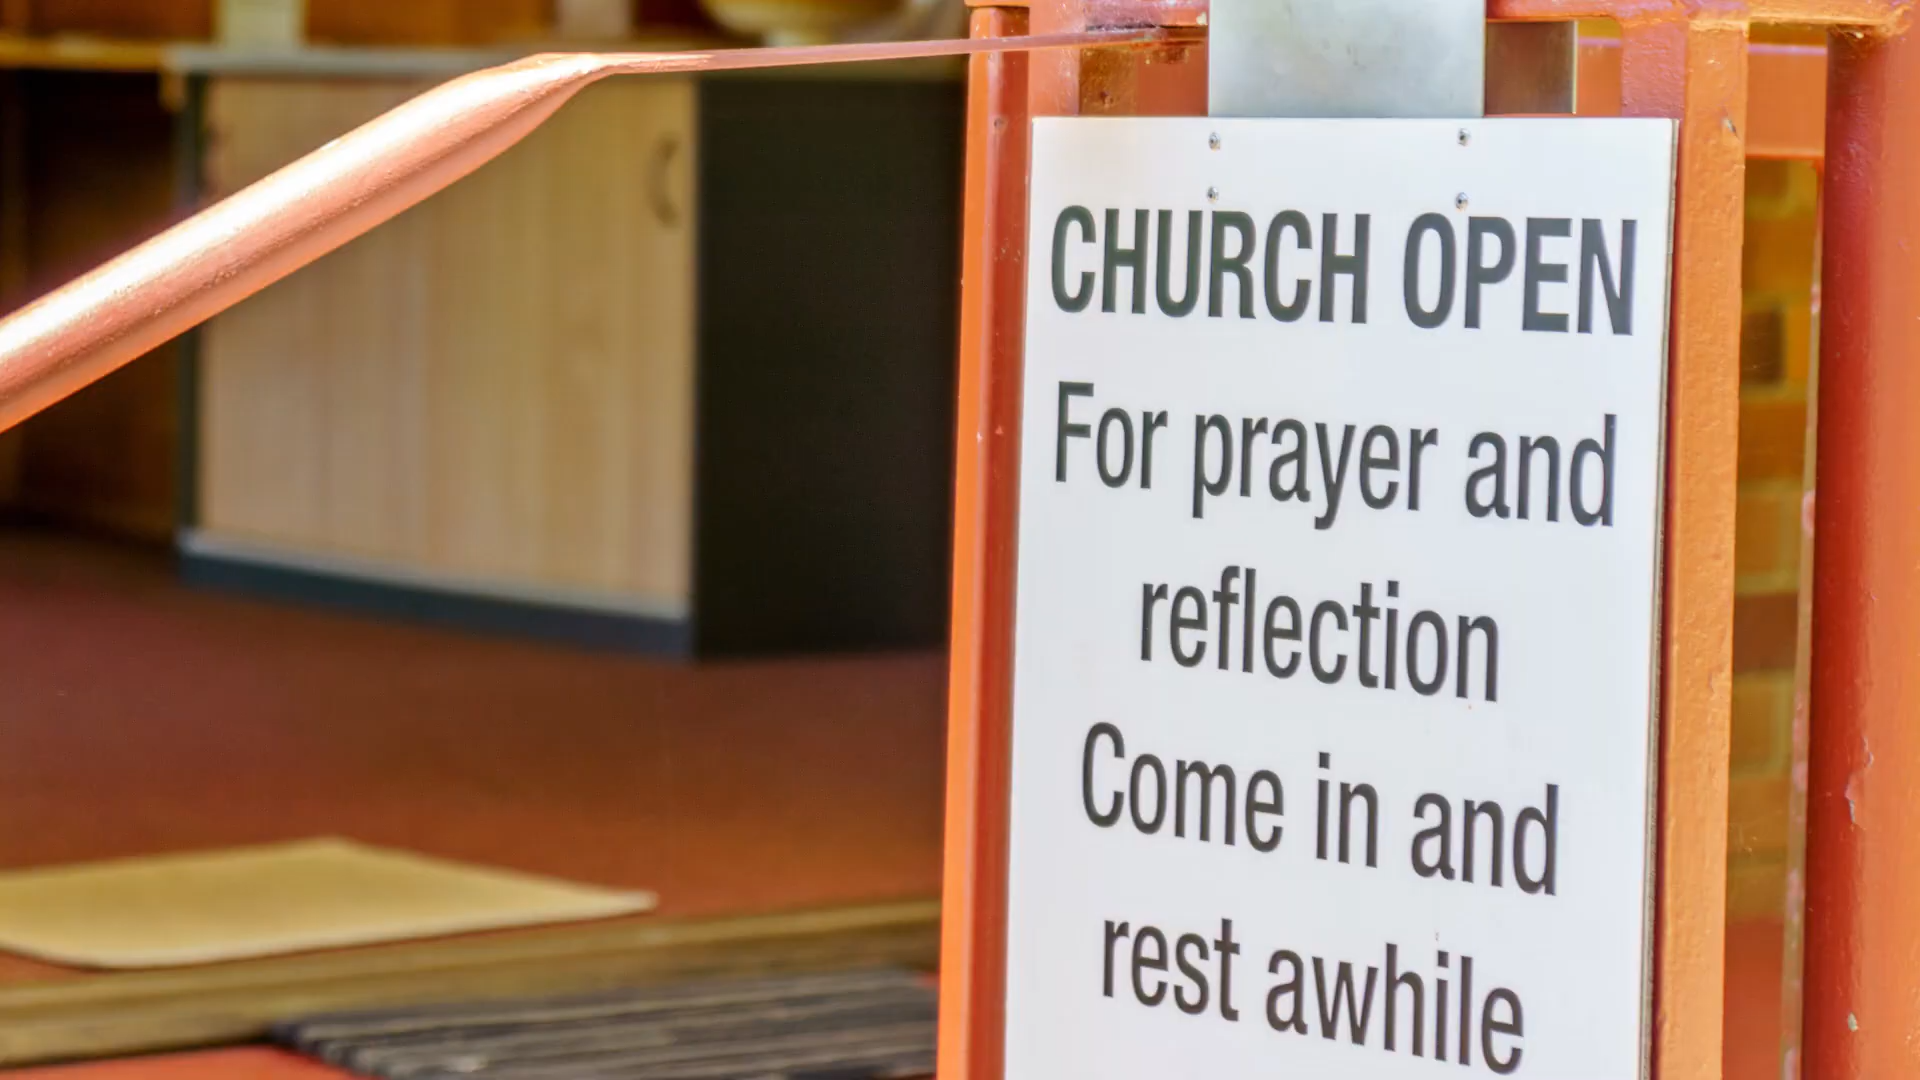 CHURCH OPEN
For prayer and
reflection
Come in and
rest awhile